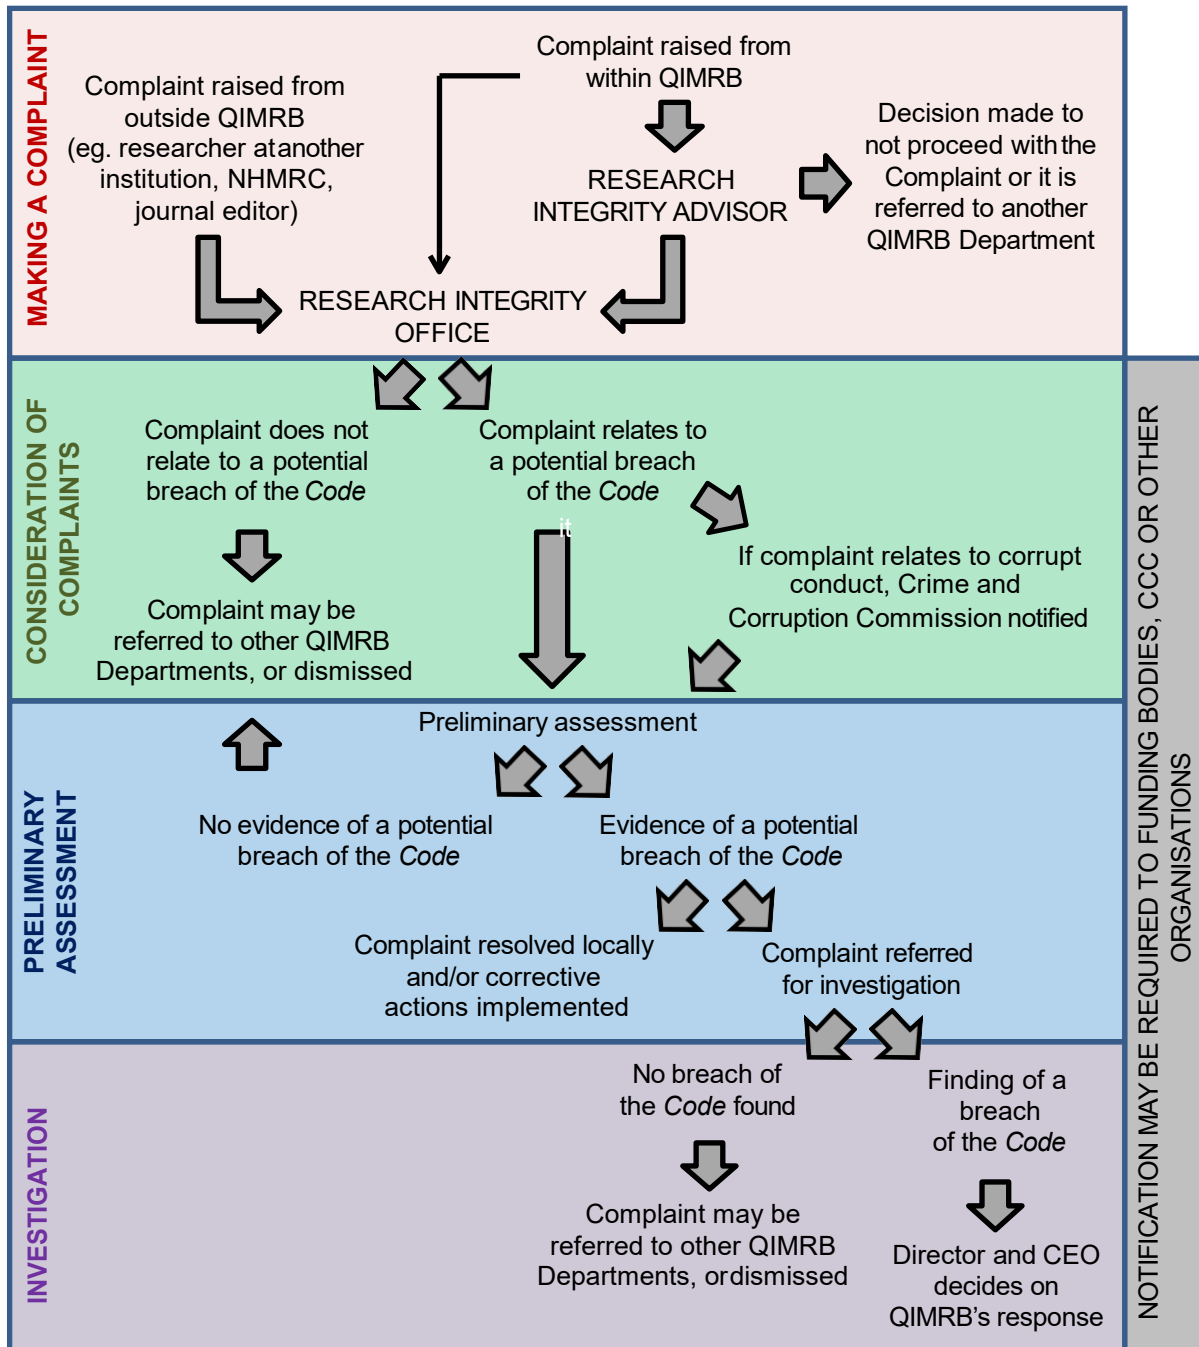 MAKING A COMPLAINT
Complaint raised from
outside QIMRB
(eg. researcher atanother
institution, NHMRC,
journal editor)
Complaint raised from
within QIMRB
RESEARCH
INTEGRITY ADVISOR
Decision made to
not proceed with the
Complaint or it is
referred to another
QIMRB Department
RESEARCH INTEGRITY
OFFICE
CONSIDERATION OF
COMPLAINTS
Complaint does not
relate to a potential
breach of the Code
Complaint relates to
a potential breach
of the Code
it
If complaint relates to corrupt
conduct, Crime and
Corruption Commission notified
Complaint may be
referred to other QIMRB
Departments, or dismissed
PRELIMINARY
ASSESSMENT
Preliminary assessment
No evidence of a potential
breach of the Code
Evidence of a potential
breach of the Code
Complaint resolved locally
and/or corrective
actions implemented
Complaint referred
for investigation
INVESTIGATION
No breach of
the Code found
Finding of a
breach
of the Code
Complaint may be
referred to other QIMRB
Departments, ordismissed
Director and CEO
decides on
QIMRB's response
NOTIFICATION MAY BE REQUIRED TO FUNDING BODIES, CCC OR OTHER
ORGANISATIONS